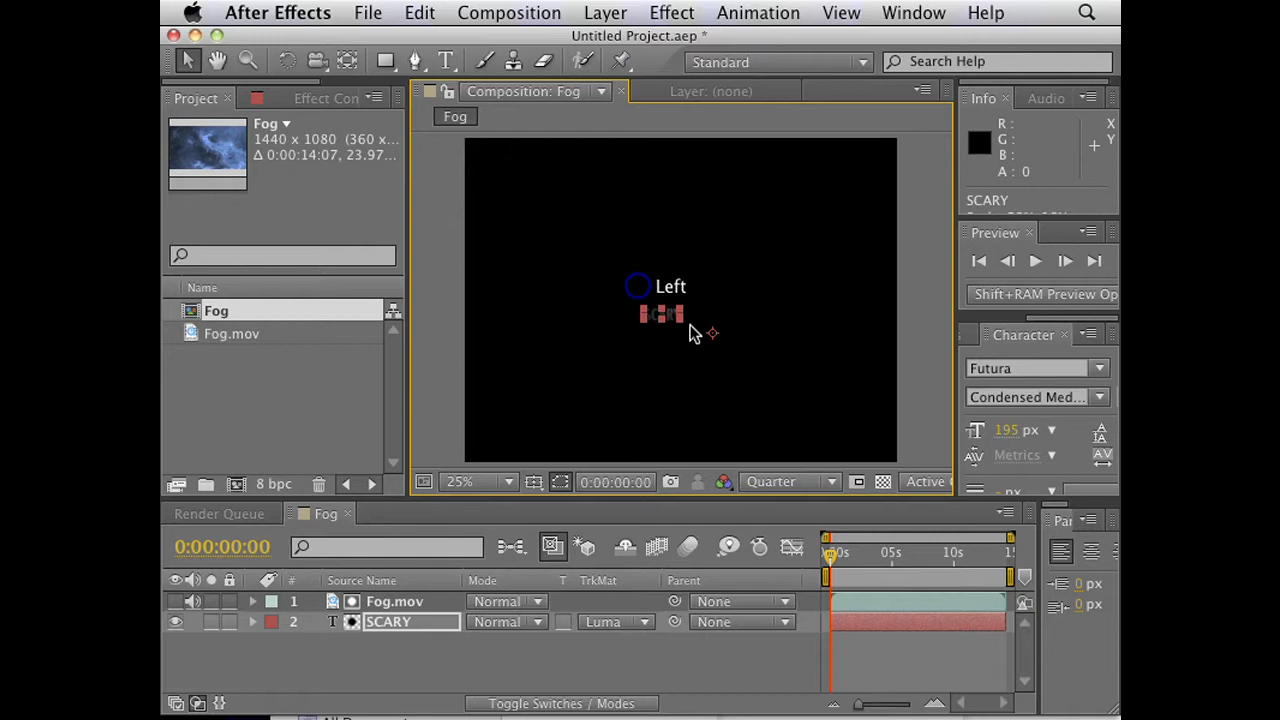 After Effects File Edit Composition Layer Effect Animation View Window Help
Untitled Project.aep *
Standard
Search Help
Project
Effect Con
Composition: Fog
Layer: (none)
Info
Audio
Fog
Fog
1440 x 1080 (360 x...
Δ 0:00:14:07, 23.97...
R :
G :
B :
A : 0
X
Y
SCARY
Left
SCARY
Preview
Shift+RAM Preview Op
Name
Fog
Fog.mov
Character
Futura
Condensed Med...
195 px
Metrics
- px
8 bpc
25%
0:00:00:00
Quarter
Active C
Render Queue
Fog
Par
0:00:00:00
05s
10s
15
# Source Name Mode T TrkMat Parent
1 Fog.mov Normal None
2 T SCARY Normal Luma None
0 px
0 px
Toggle Switches / Modes